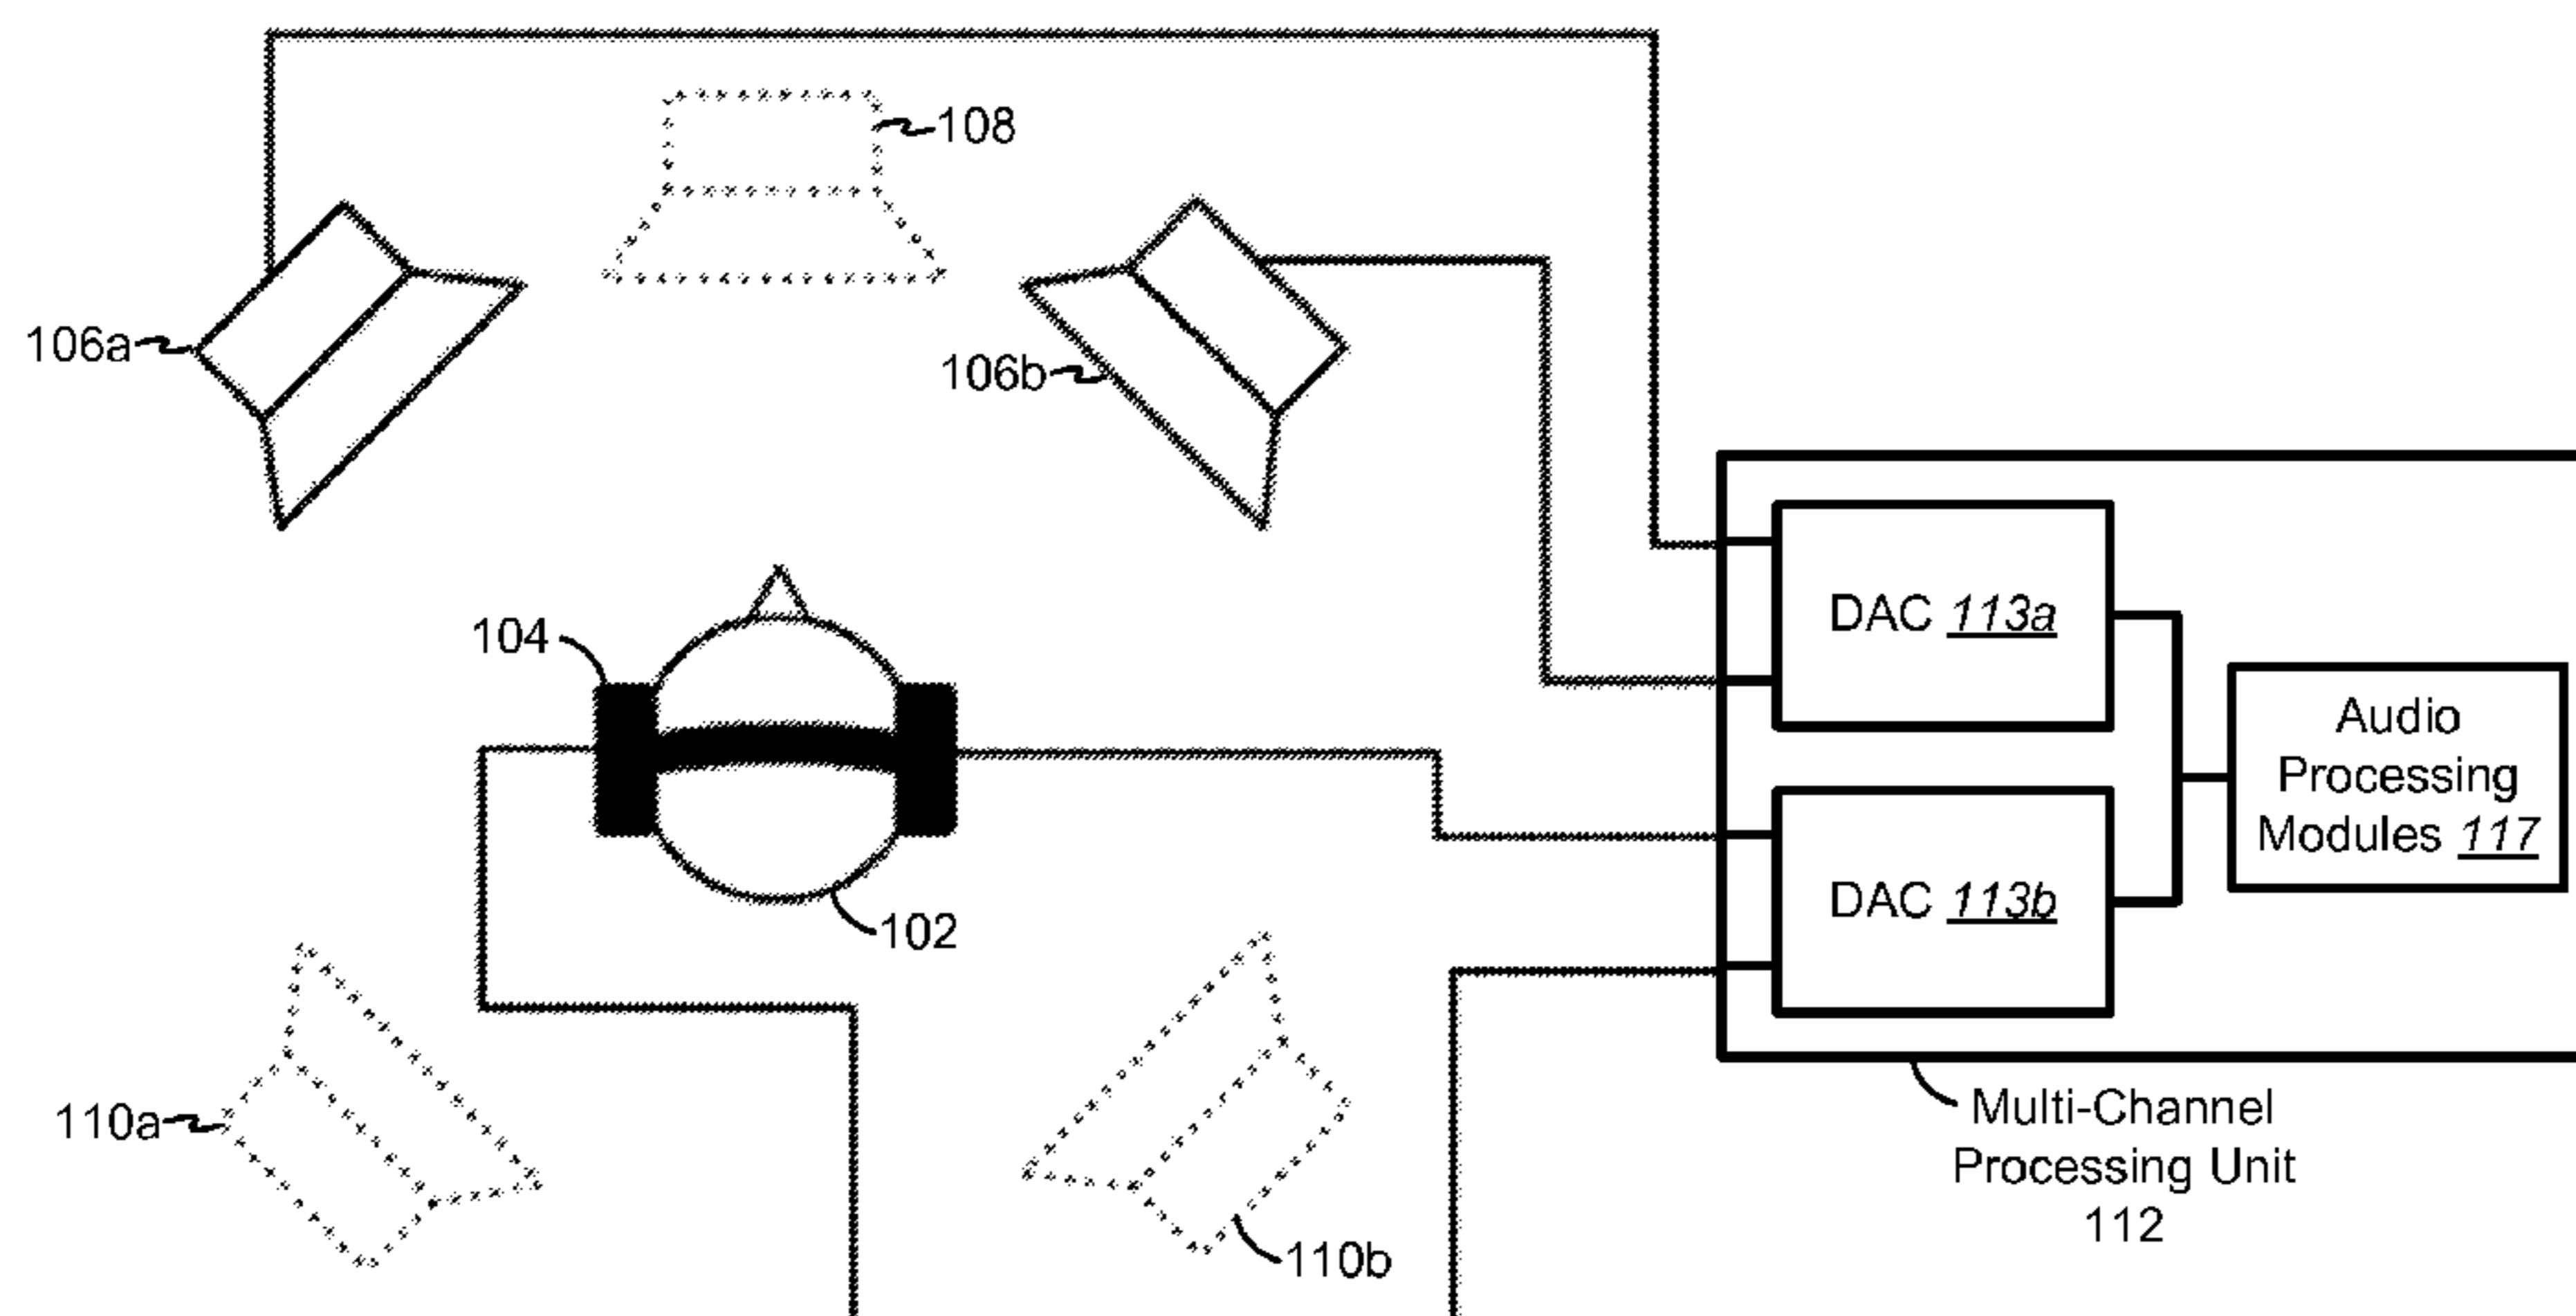 108
106a
106b
104
DAC 113a
Audio
Processing
Modules 117
DAC 113b
102
110a
110b
Multi-Channel
Processing Unit
112